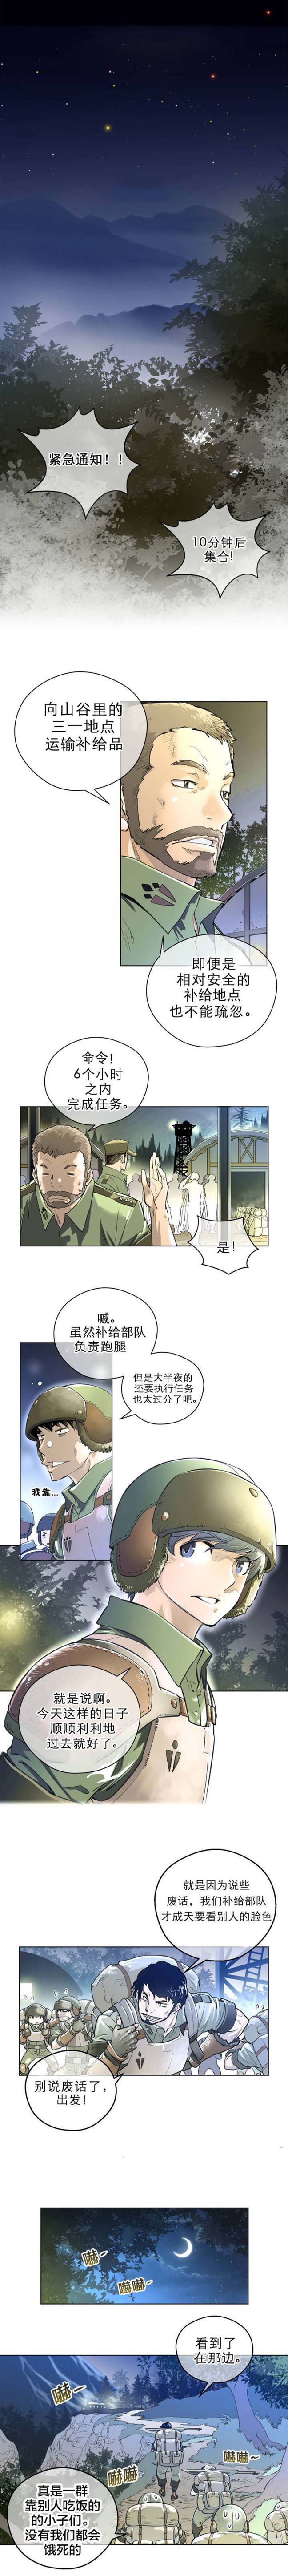 紧急通知！！
10分钟后
集合!
向山谷里的
三一地点
运输补给品
即便是
相对安全的
补给地点
也不能疏忽。
命令!
6个小时
之内
完成任务。
是!
嘁。
虽然补给部队
负责跑腿
但是大半夜的
还要执行任务
也太过分了吧。
我靠...
就是说啊。
今天这样的日子
顺顺利利地
过去就好了。
就是因为说些
废话，我们补给部队
才成天要看别人的脸色
别说废话了，
出发!
嚇~
嚇嚇~
看到了
在那边。
嚇~
嚇嚇~
嚇嚇~
真是一群
靠别人吃饭的
的小子们。
没有我们都会
饿死的